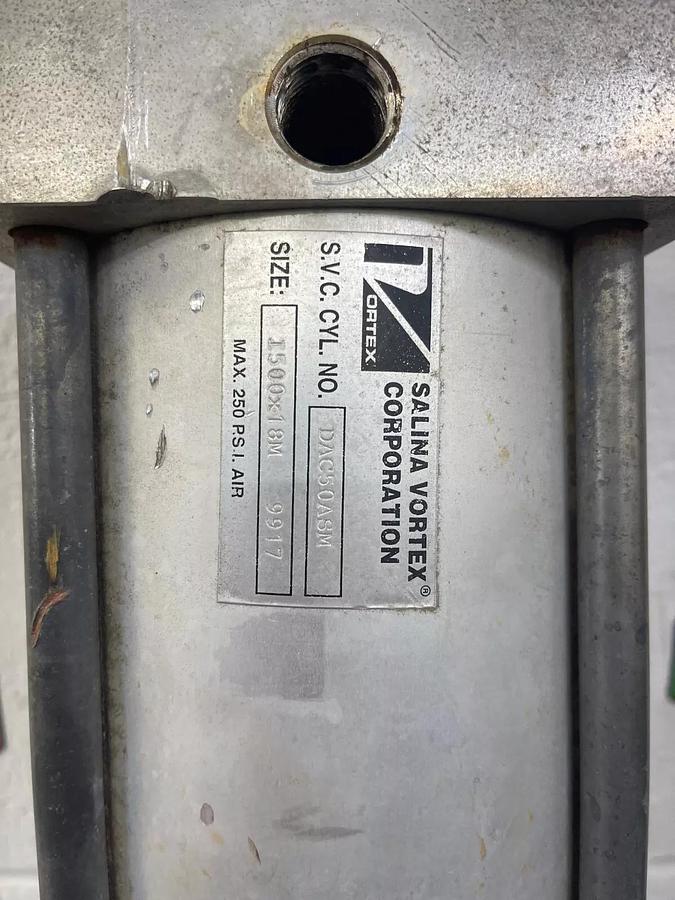 VORTEX
SALINA VORTEX®
CORPORATION
S.V.C. CYL. NO. DAC50ASM
SIZE: 1500x18M 9917
MAX. 250 P.S.I. AIR